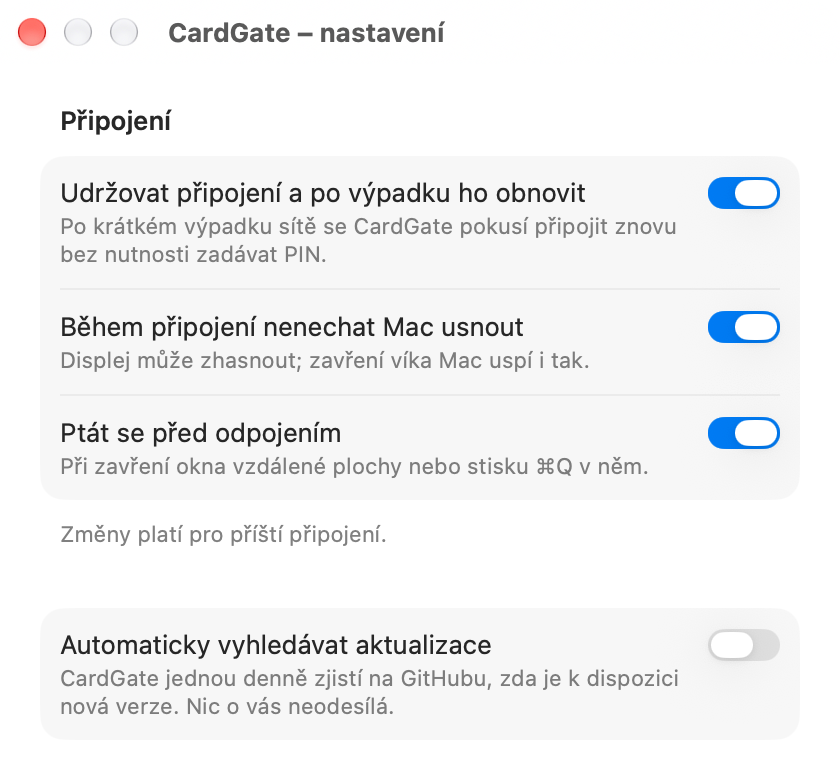 CardGate – nastavení
Připojení
Udržovat připojení a po výpadku ho obnovit
Po krátkém výpadku sítě se CardGate pokusí připojit znovu
bez nutnosti zadávat PIN.
Během připojení nenechat Mac usnout
Displej může zhasnout; zavření víka Mac uspí i tak.
Ptát se před odpojením
Při zavření okna vzdálené plochy nebo stisku ⌘Q v něm.
Změny platí pro příští připojení.
Automaticky vyhledávat aktualizace
CardGate jednou denně zjistí na GitHubu, zda je k dispozici
nová verze. Nic o vás neodesílá.